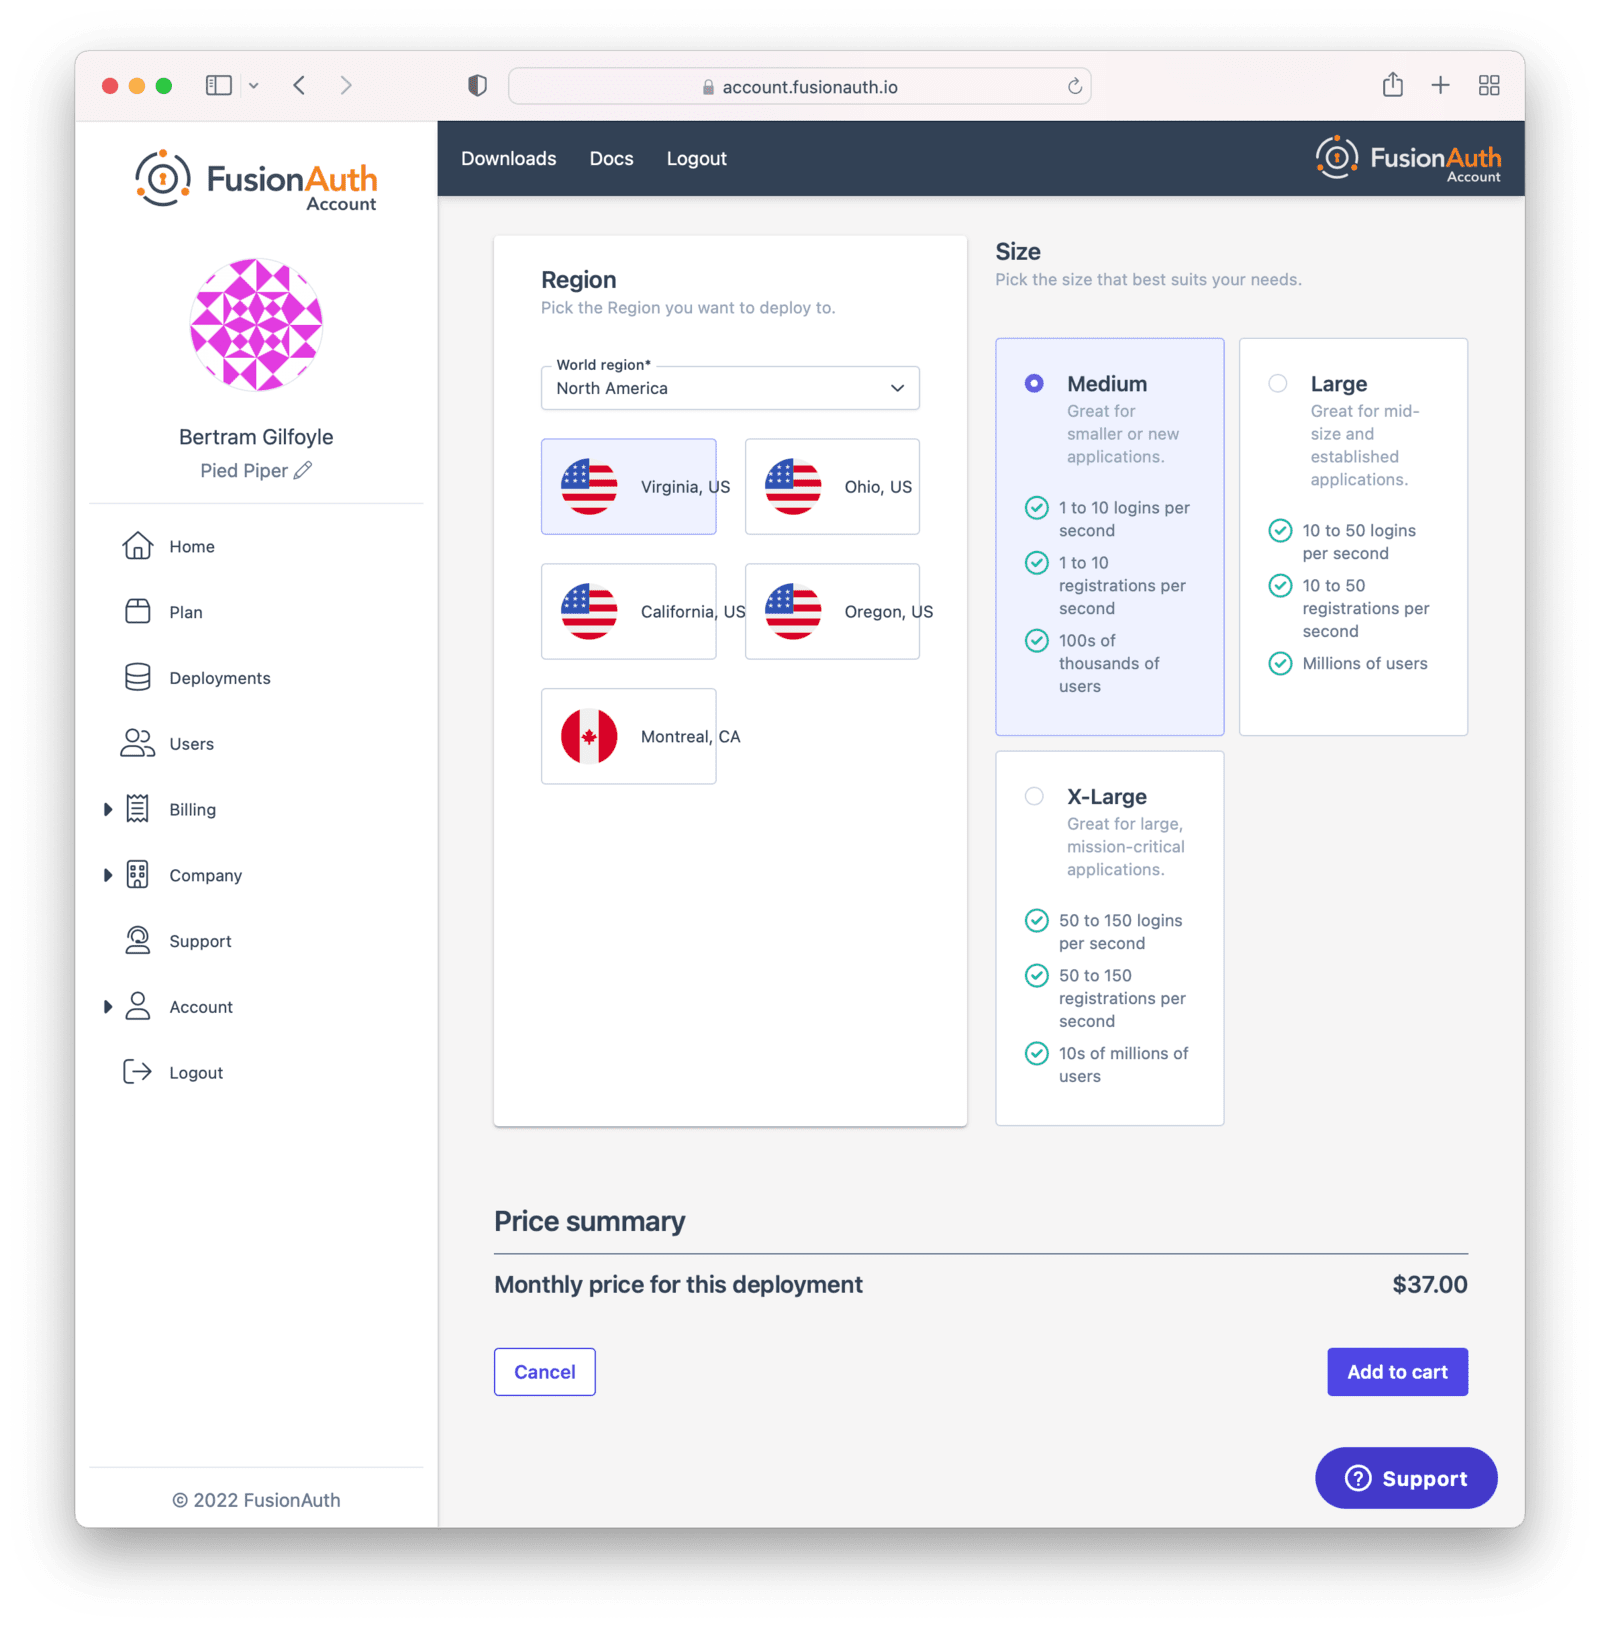 account.fusionauth.io
FusionAuth
Account
Bertram Gilfoyle
Pied Piper
Home
Plan
Deployments
Users
Billing
Company
Support
Account
Logout
© 2022 FusionAuth
Downloads
Docs
Logout
FusionAuth
Account
Region
Pick the Region you want to deploy to.
World region*
North America
Virginia, US
Ohio, US
California, US
Oregon, US
Montreal, CA
Size
Pick the size that best suits your needs.
Medium
Great for
smaller or new
applications.
1 to 10 logins per
second
1 to 10
registrations per
second
100s of
thousands of
users
Large
Great for mid-
size and
established
applications.
10 to 50 logins
per second
10 to 50
registrations per
second
Millions of users
X-Large
Great for large,
mission-critical
applications.
50 to 150 logins
per second
50 to 150
registrations per
second
10s of millions of
users
Price summary
Monthly price for this deployment
$37.00
Cancel
Add to cart
Support